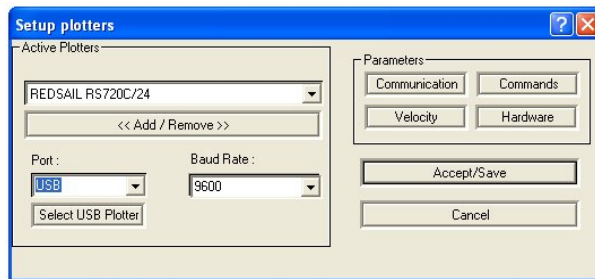 Setup plotters
Active Plotters
REDSAIL RS720C/24
<< Add / Remove >>
Port :
Baud Rate :
USB
9600
Select USB Plotter
Parameters
Communication
Commands
Velocity
Hardware
Accept/Save
Cancel